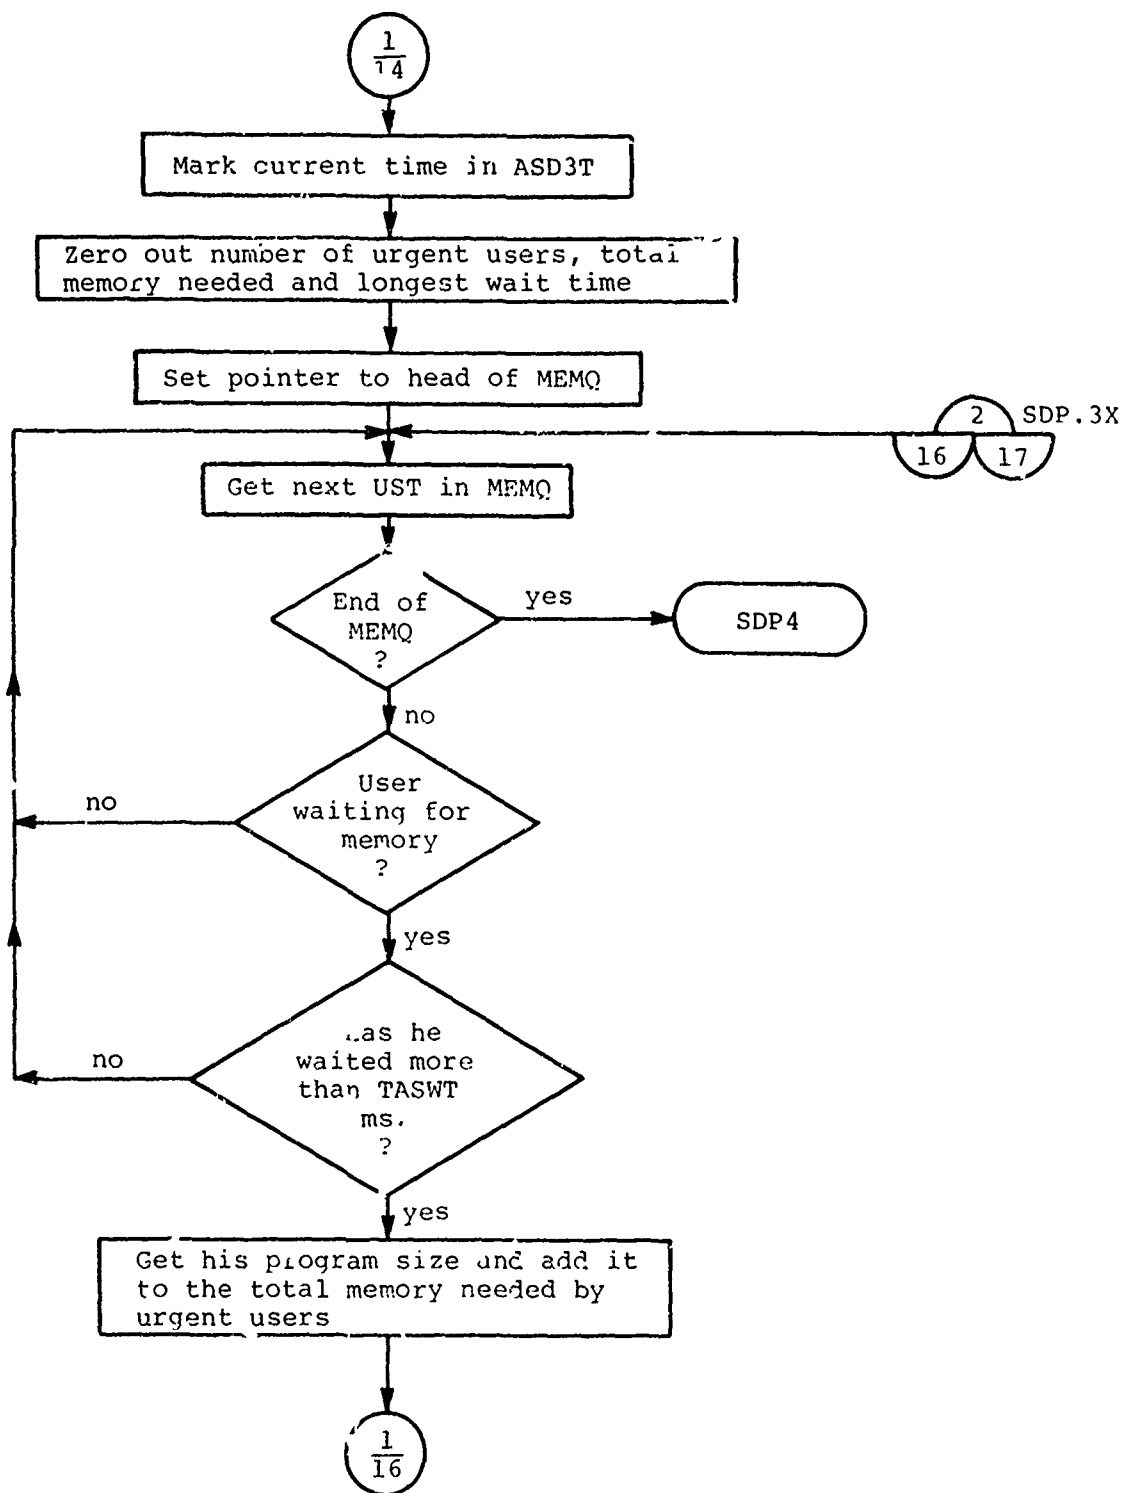 1
14
Mark current time in ASD3T
Zero out number of urgent users, total
memory needed and longest wait time
Set pointer to head of MEMQ
2 SDP.3X
16 17
Get next UST in MEMQ
End of
MEMQ
?
yes
SDP4
no
User
waiting for
memory
?
no
yes
as he
waited more
than TASWT
ms.
?
no
yes
Get his program size and add it
to the total memory needed by
urgent users
1
16